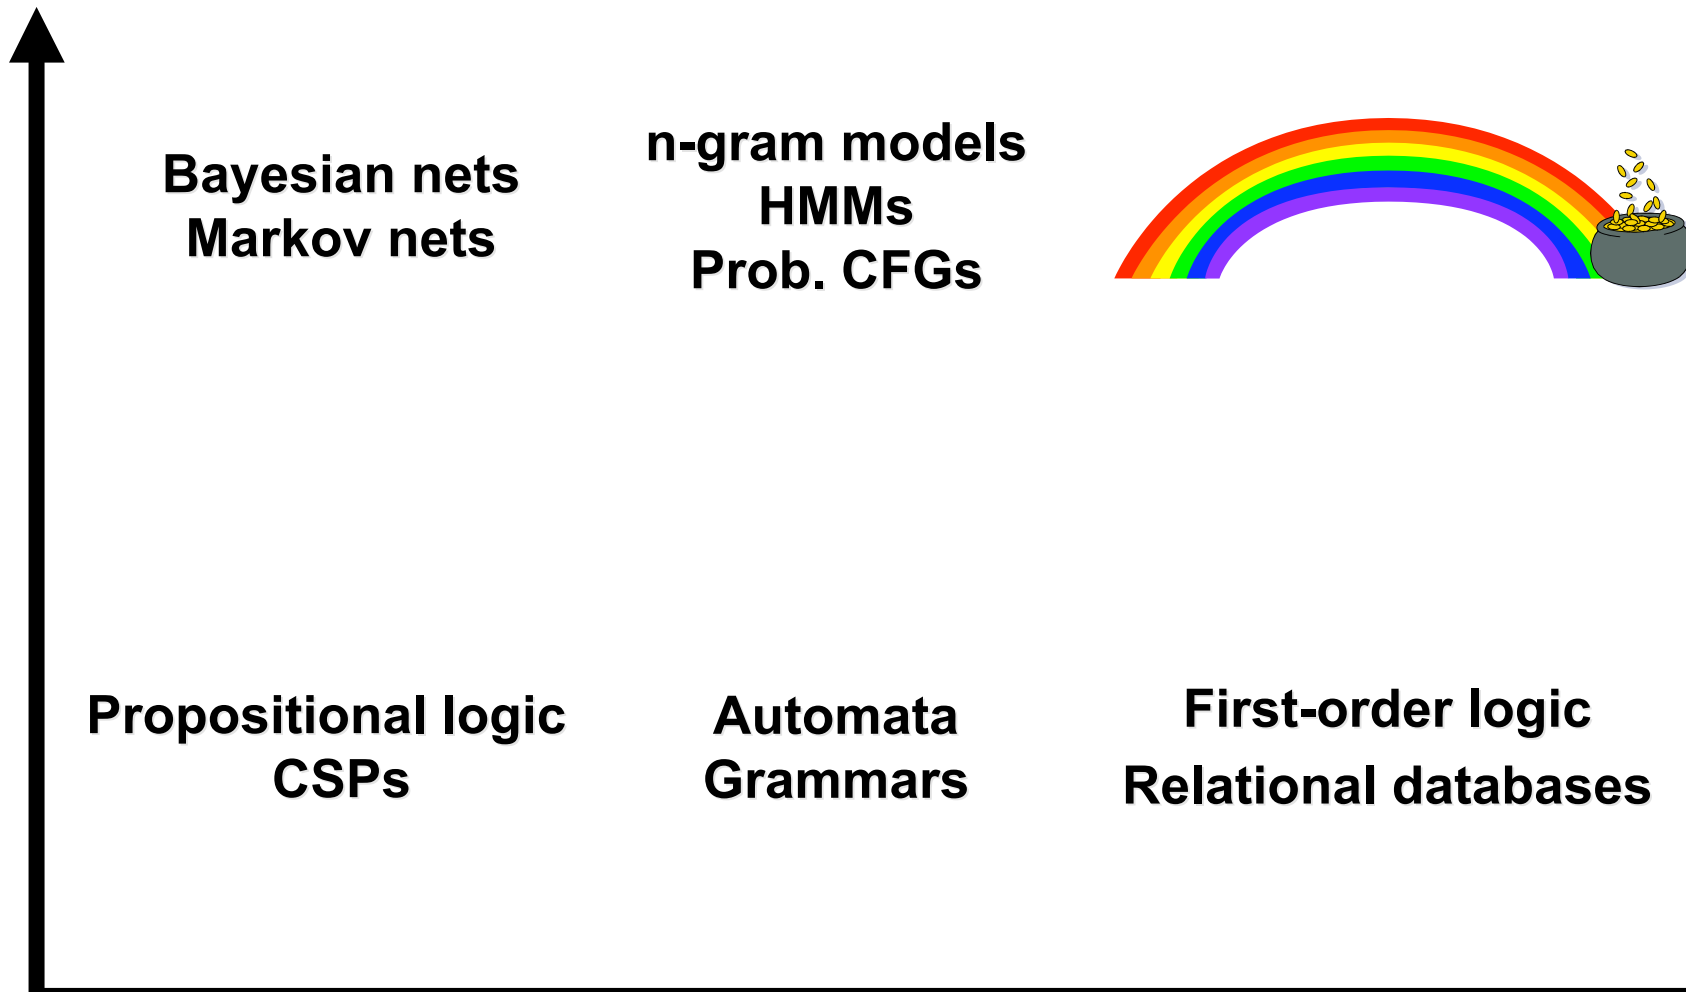 Bayesian nets
Markov nets
n-gram models
HMMs
Prob. CFGs
Propositional logic
CSPs
Automata
Grammars
First-order logic
Relational databases